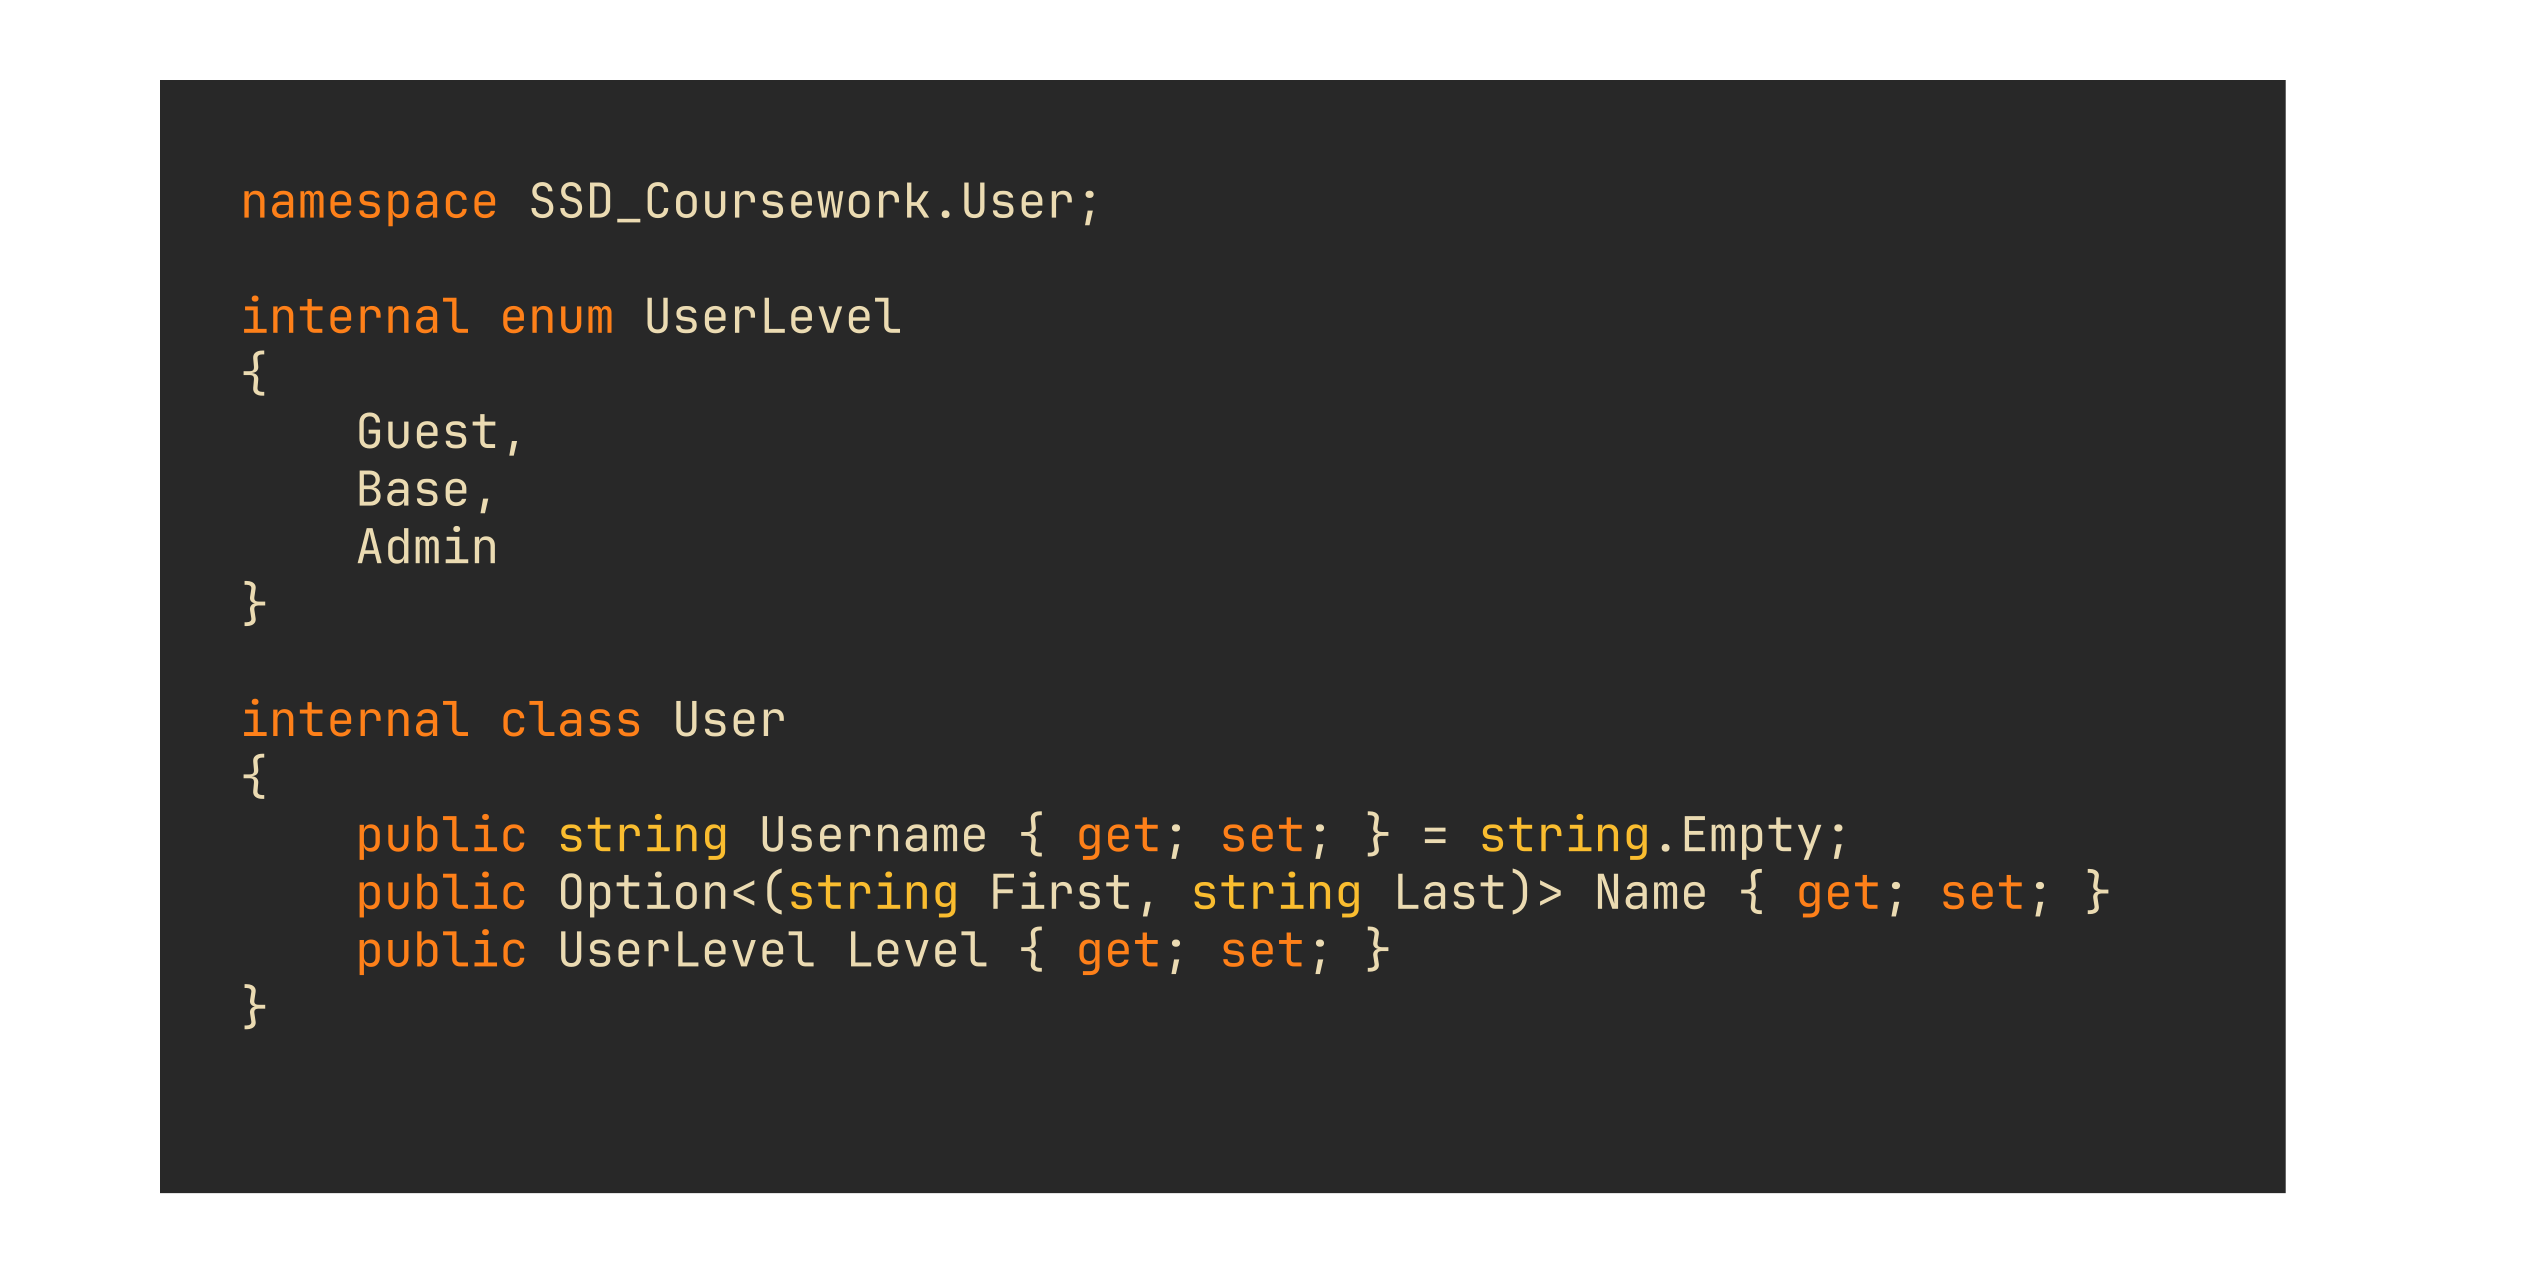 namespace SSD_Coursework.User;

internal enum UserLevel
{
    Guest,
    Base,
    Admin
}

internal class User
{
    public string Username { get; set; } = string.Empty;
    public Option<(string First, string Last)> Name { get; set; }
    public UserLevel Level { get; set; }
}